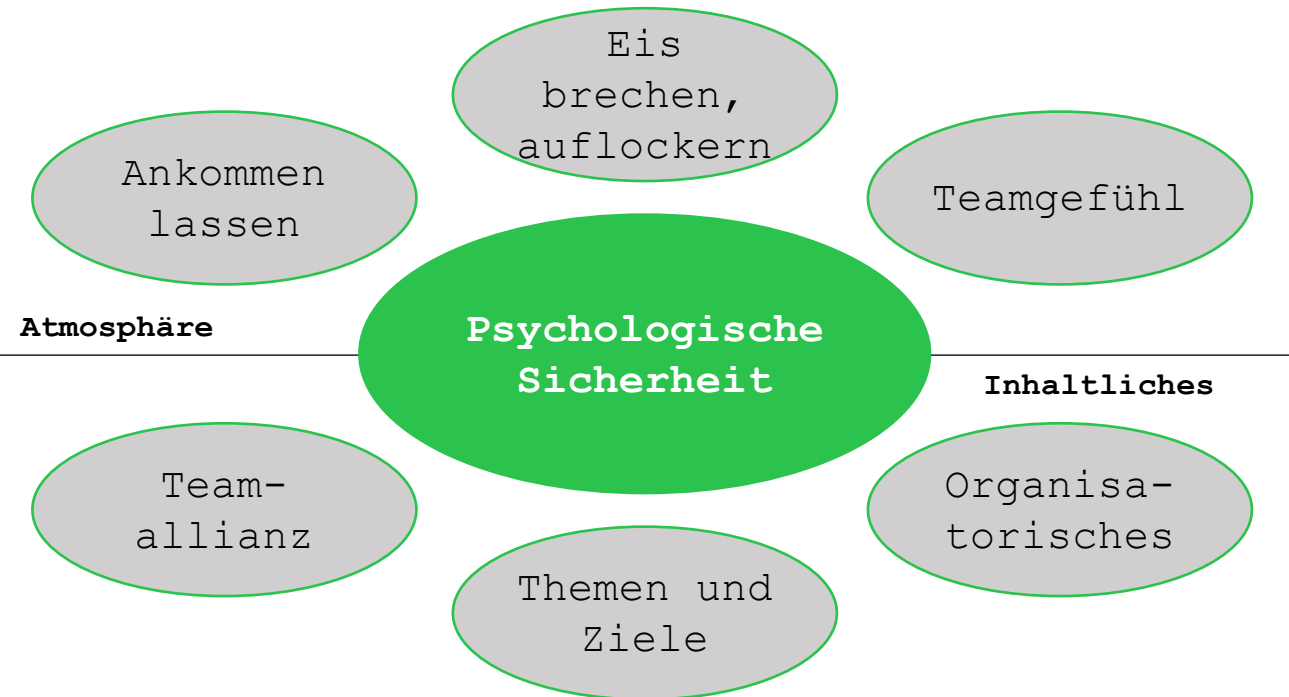 Eis
brechen,
auflockern
Ankommen
lassen
Teamgefühl
Atmosphäre
Psychologische
Sicherheit
Inhaltliches
Team-
allianz
Organisa-
torisches
Themen und
Ziele